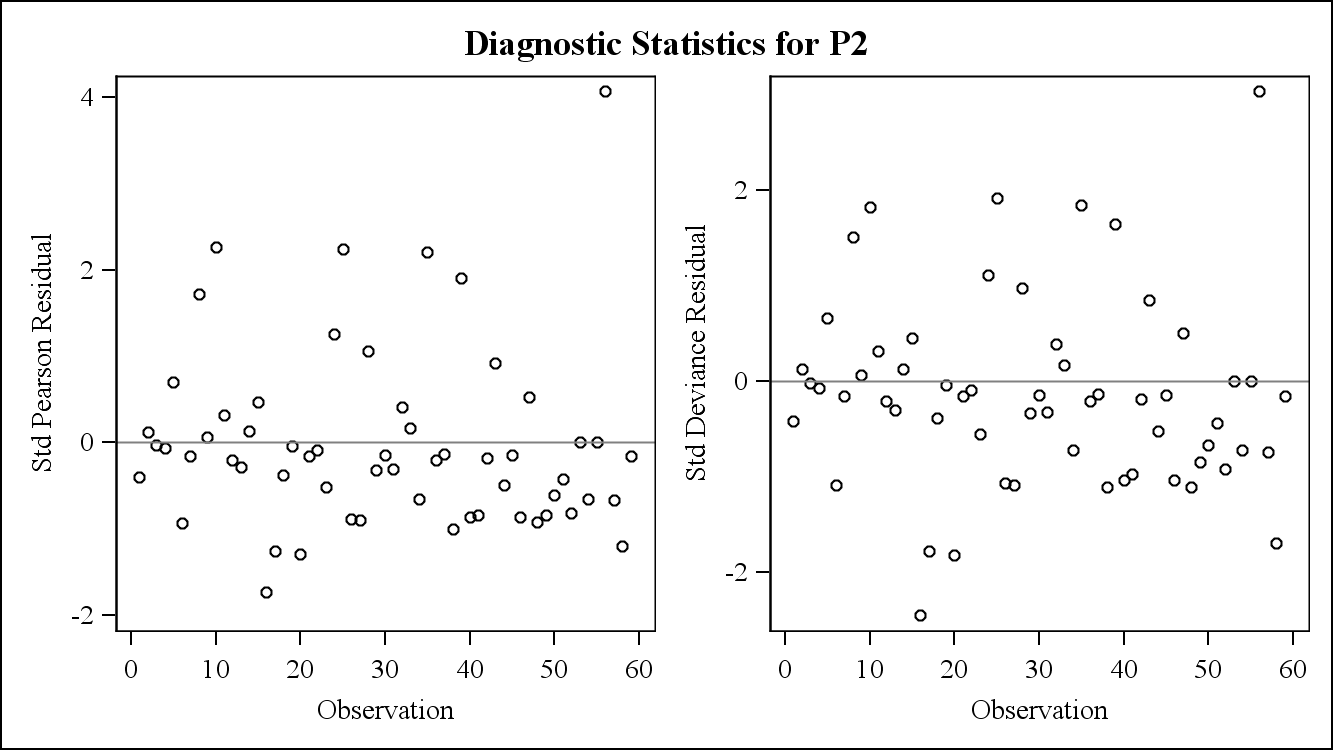 Diagnostic Statistics for P2
Std Pearson Residual
4
2
0
-2
0 10 20 30 40 50 60
Observation
Std Deviance Residual
2
0
-2
0 10 20 30 40 50 60
Observation